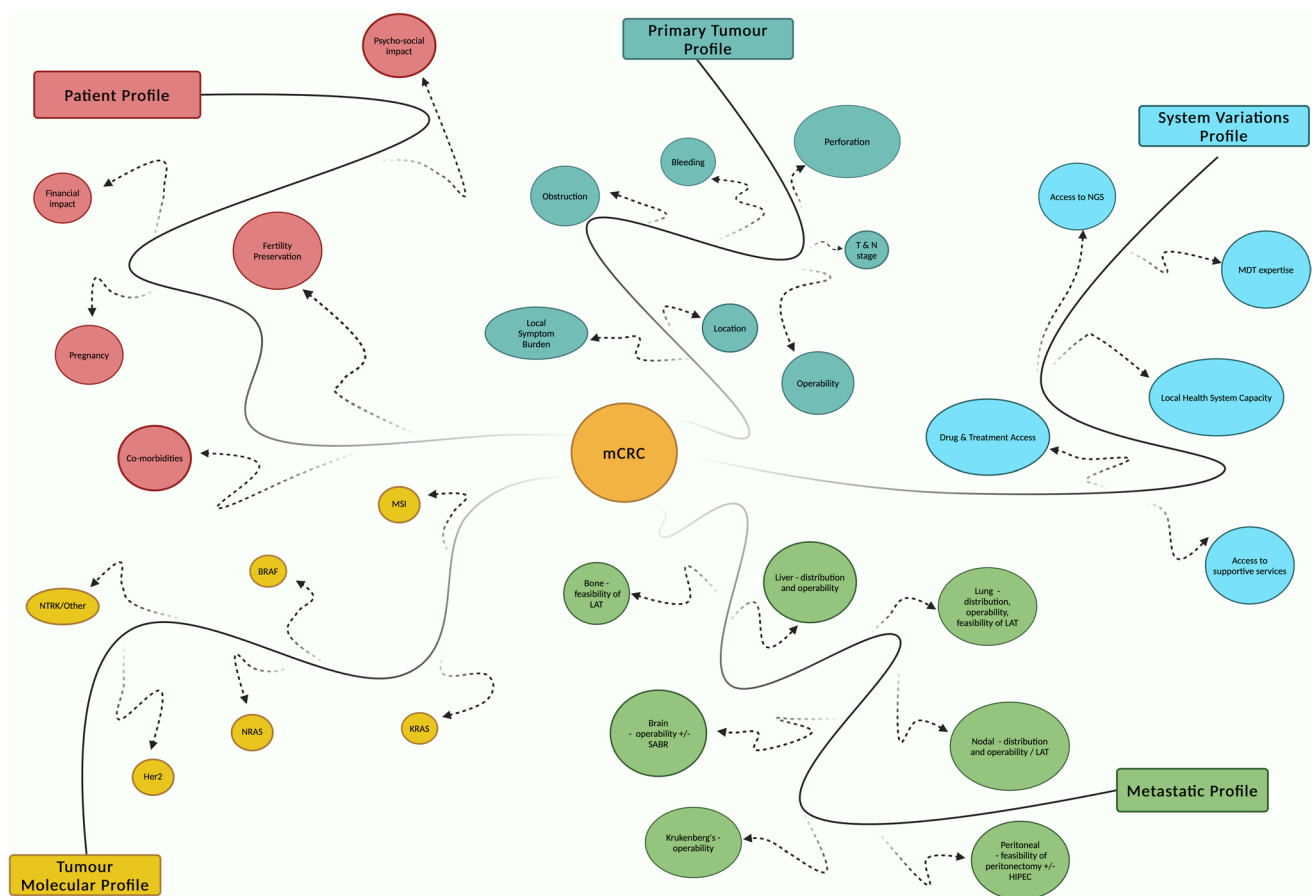 Patient Profile
Psycho-social
impact
Financial
impact
Fertility
Preservation
Pregnancy
Co-morbidities
Primary Tumour
Profile
Perforation
Bleeding
Obstruction
T & N
stage
Location
Local
Symptom
Burden
Operability
System Variations
Profile
Access to NGS
MDT expertise
Local Health System Capacity
Drug & Treatment Access
Access to
supportive services
mCRC
MSI
BRAF
NTRK/Other
KRAS
NRAS
Her2
Tumour
Molecular Profile
Bone -
feasibility of
LAT
Liver - distribution
and operability
Lung -
distribution,
operability,
feasibility of LAT
Brain
- operability +/-
SABR
Nodal - distribution
and operability / LAT
Metastatic Profile
Krukenberg's -
operability
Peritoneal
- feasibility of
peritonectomy +/-
HIPEC